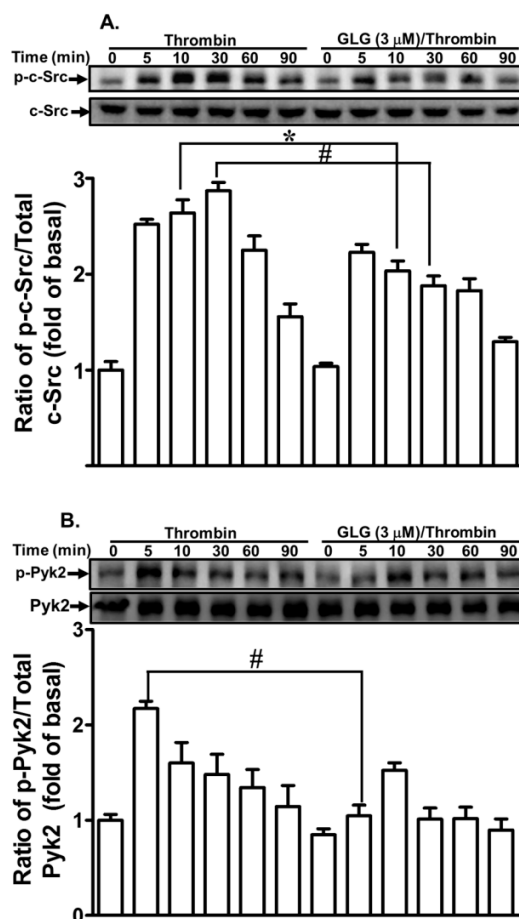 A.
Thrombin GLG (3 μM)/Thrombin
Time (min) 0 5 10 30 60 90 0 5 10 30 60 90
p-c-Src
c-Src
*
#
3
2
1
Ratio of p-c-Src/Total
c-Src (fold of basal)
B.
Thrombin GLG (3 μM)/Thrombin
Time (min) 0 5 10 30 60 90 0 5 10 30 60 90
p-Pyk2
Pyk2
#
3
2
1
0
Ratio of p-Pyk2/Total
Pyk2 (fold of basal)